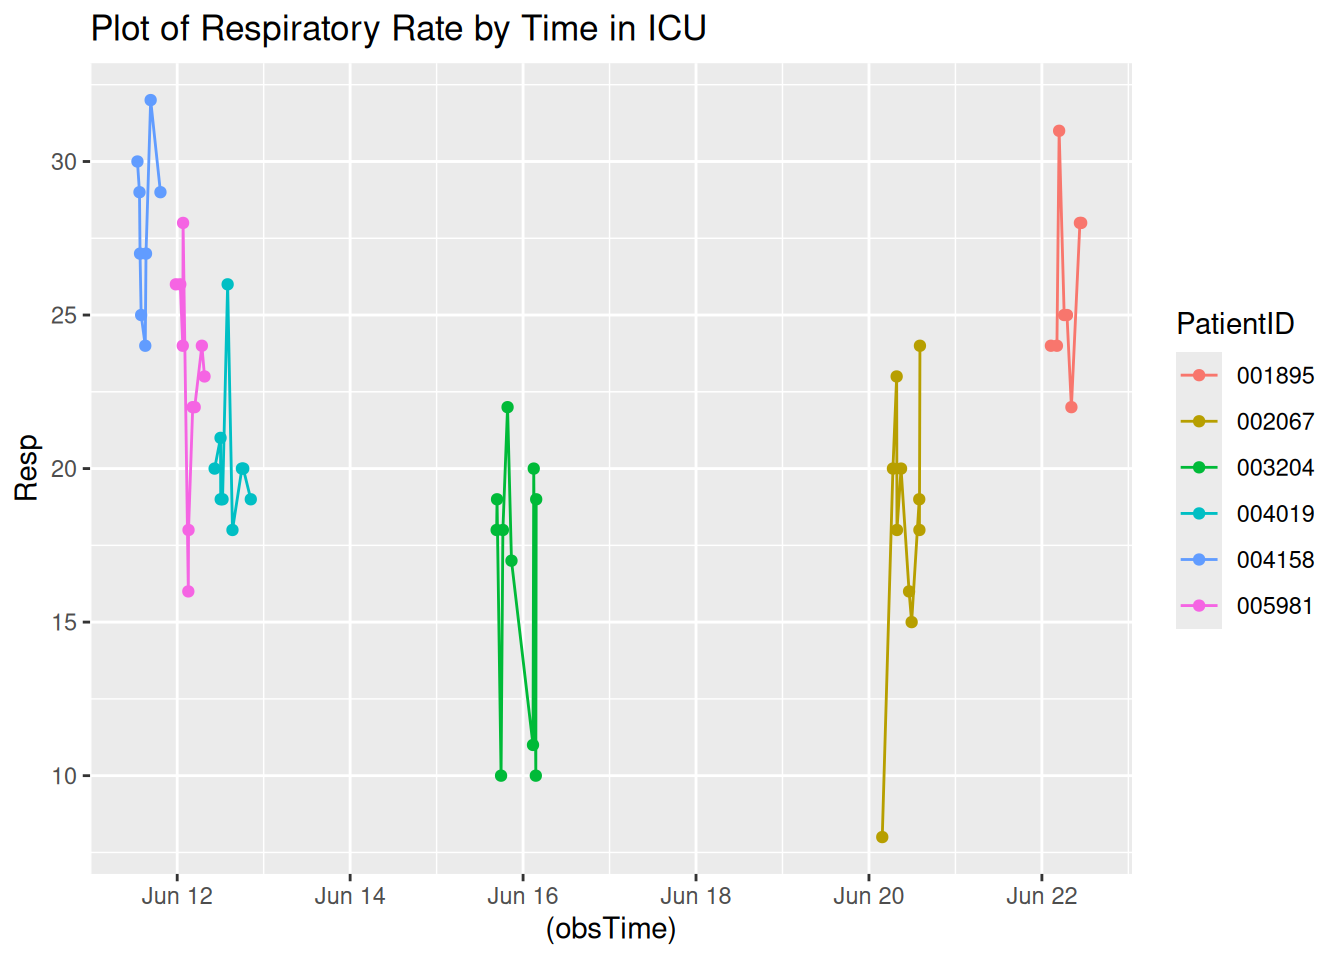 Plot of Respiratory Rate by Time in ICU
Resp
30
25
20
15
10
Jun 12 Jun 14 Jun 16 Jun 18 Jun 20 Jun 22
(obsTime)
PatientID
001895
002067
003204
004019
004158
005981